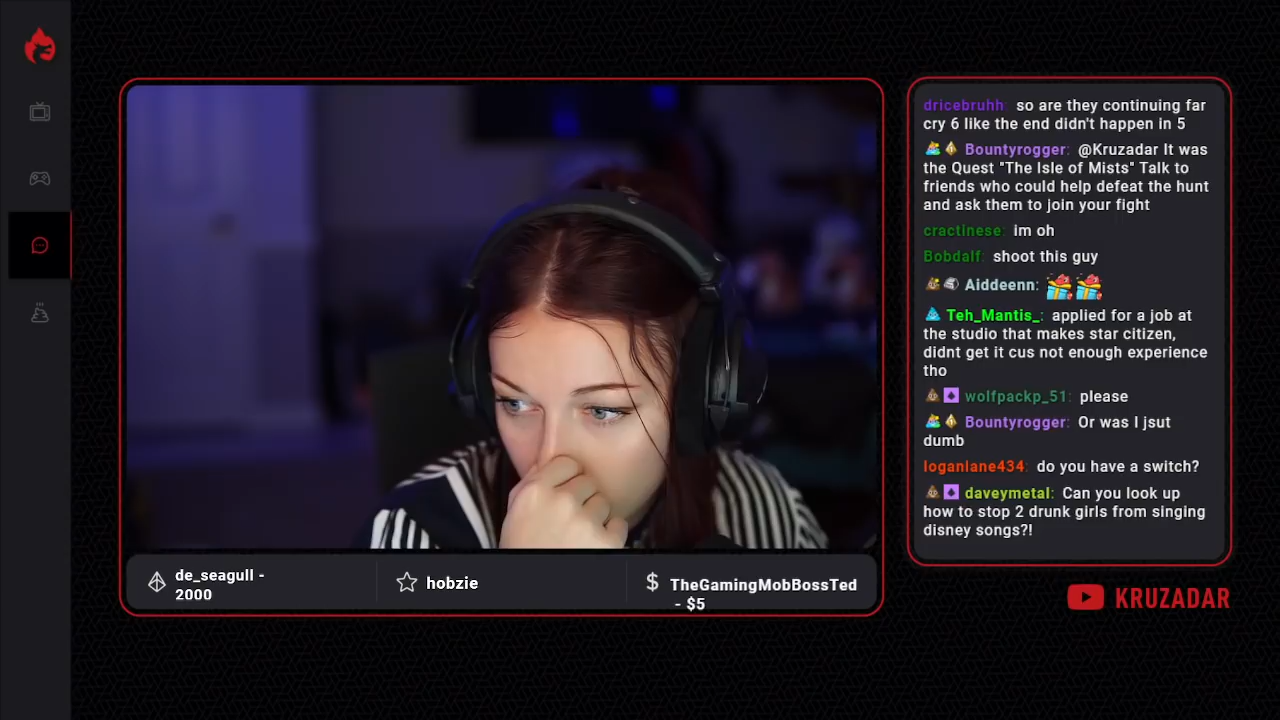 dricebruhh: so are they continuing far
cry 6 like the end didn't happen in 5
Bountyrogger: @Kruzadar It was
the Quest "The Isle of Mists" Talk to
friends who could help defeat the hunt
and ask them to join your fight
cractinese: im oh
Bobdalf: shoot this guy
Aiddeenn:
Teh_Mantis_: applied for a job at
the studio that makes star citizen,
didnt get it cus not enough experience
tho
wolfpackp_51: please
Bountyrogger: Or was I jsut
dumb
loganlane434: do you have a switch?
daveymetal: Can you look up
how to stop 2 drunk girls from singing
disney songs?!
de_seagull -
2000
hobzie
$ TheGamingMobBossTed
- $5
KRUZADAR